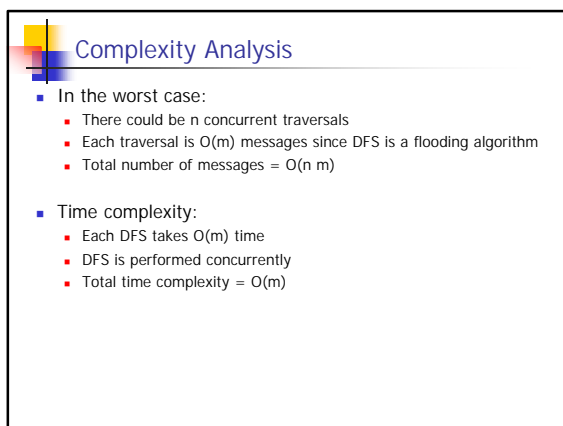 Complexity Analysis
In the worst case:
There could be n concurrent traversals
Each traversal is O(m) messages since DFS is a flooding algorithm
Total number of messages = O(n m)
Time complexity:
Each DFS takes O(m) time
DFS is performed concurrently
Total time complexity = O(m)